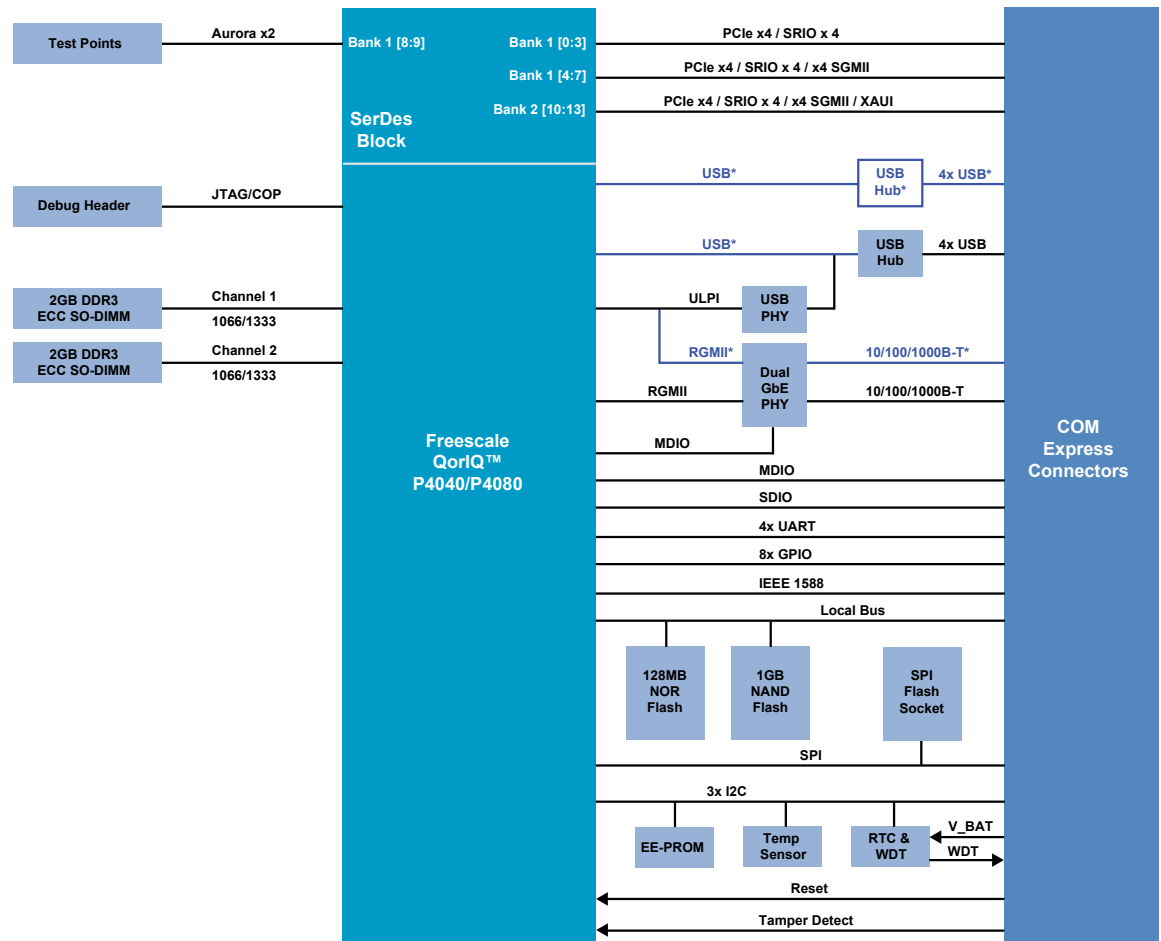 Test Points
Aurora x2
Bank 1 [8:9]
Bank 1 [0:3]
PCIe x4 / SRIO x 4
Bank 1 [4:7]
PCIe x4 / SRIO x 4 / x4 SGMII
Bank 2 [10:13]
PCIe x4 / SRIO x 4 / x4 SGMII / XAUI
SerDes
Block
USB*
USB
Hub*
4x USB*
Debug Header
JTAG/COP
USB*
USB
Hub
4x USB
2GB DDR3
ECC SO-DIMM
Channel 1
1066/1333
ULPI
USB
PHY
2GB DDR3
ECC SO-DIMM
Channel 2
1066/1333
RGMII*
Dual
GbE
PHY
10/100/1000B-T*
RGMII
10/100/1000B-T
Freescale
QorIQ™
P4040/P4080
COM
Express
Connectors
MDIO
MDIO
SDIO
4x UART
8x GPIO
IEEE 1588
Local Bus
128MB
NOR
Flash
1GB
NAND
Flash
SPI
Flash
Socket
SPI
3x I2C
EE-PROM
Temp
Sensor
RTC &
WDT
V_BAT
WDT
Reset
Tamper Detect